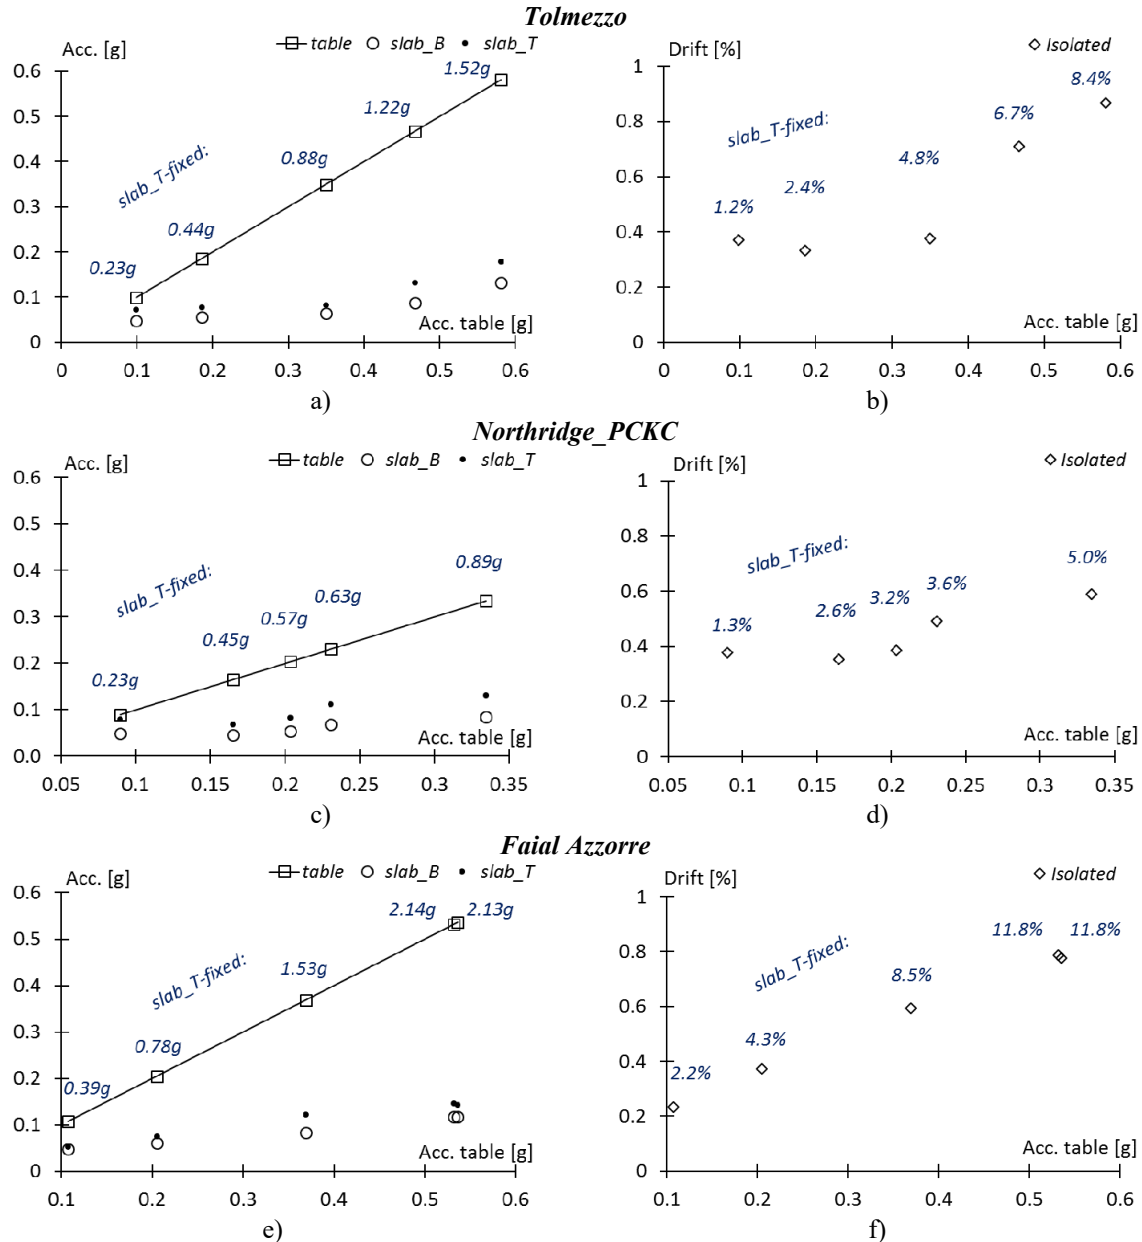 Tolmezzo
Acc. [g]
table slab_B slab_T
0.6
0.5
0.4
0.3
0.2
0.1
0
slab_T-fixed:
0.23g
0.44g
0.88g
1.22g
1.52g
Acc. table [g]
0 0.1 0.2 0.3 0.4 0.5 0.6
a)
Drift [%]
Isolated
1
0.8
0.6
0.4
0.2
0
slab_T-fixed:
1.2%
2.4%
4.8%
6.7%
8.4%
Acc. table [g]
0 0.1 0.2 0.3 0.4 0.5 0.6
b)
Northridge_PCKC
Acc. [g]
table slab_B slab_T
0.6
0.5
0.4
0.3
0.2
0.1
0.0
slab_T-fixed:
0.23g
0.45g
0.57g
0.63g
0.89g
Acc. table [g]
0.05 0.1 0.15 0.2 0.25 0.3 0.35
c)
Drift [%]
Isolated
1
0.8
0.6
0.4
0.2
0
slab_T-fixed:
1.3%
2.6%
3.2%
3.6%
5.0%
Acc. table [g]
0.05 0.1 0.15 0.2 0.25 0.3 0.35
d)
Faial Azzorre
Acc. [g]
table slab_B slab_T
0.6
0.5
0.4
0.3
0.2
0.1
0
slab_T-fixed:
0.39g
0.78g
1.53g
2.14g
2.13g
Acc. table [g]
0.1 0.2 0.3 0.4 0.5 0.6
e)
Drift [%]
Isolated
1
0.8
0.6
0.4
0.2
0
slab_T-fixed:
2.2%
4.3%
8.5%
11.8%
11.8%
Acc. table [g]
0.1 0.2 0.3 0.4 0.5 0.6
f)